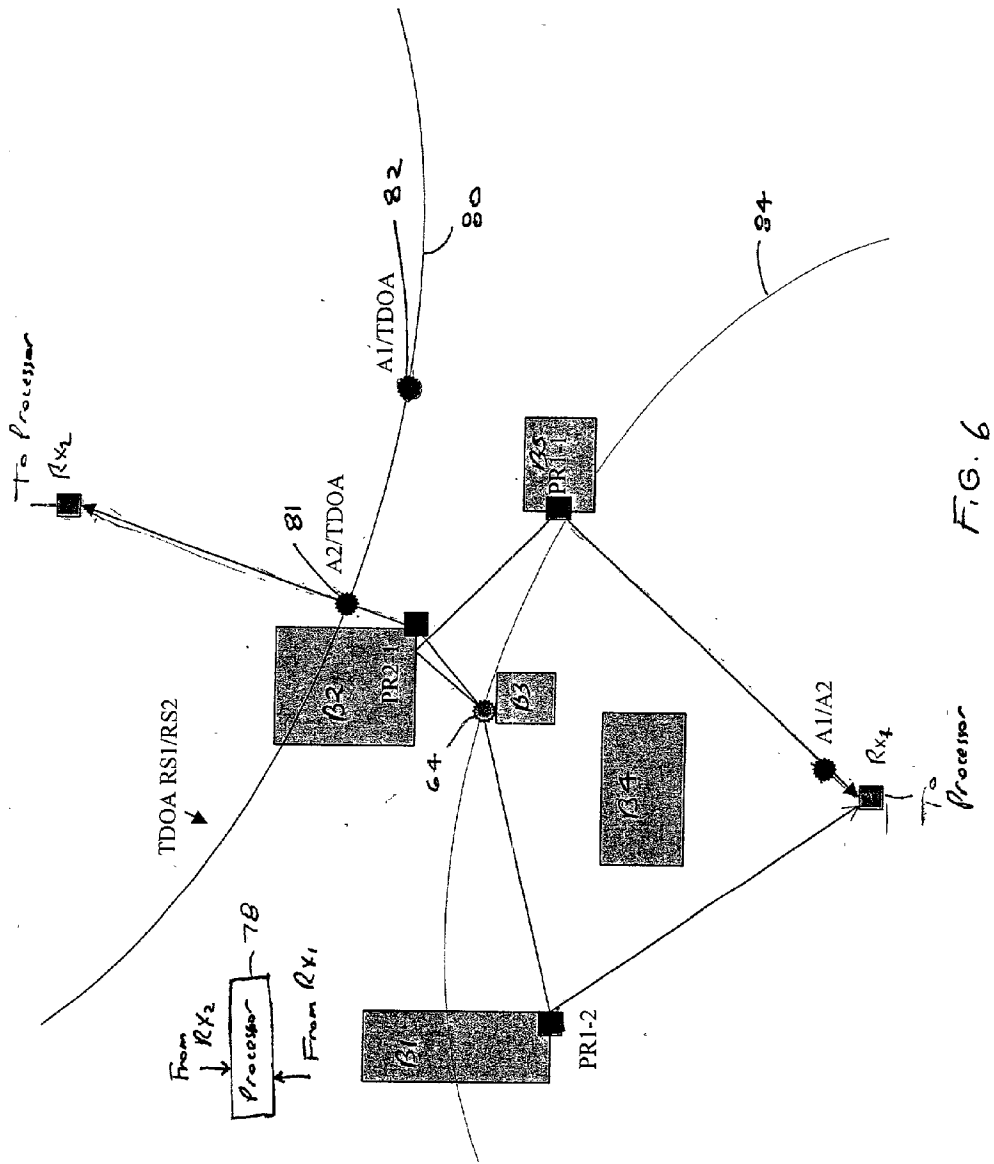 From
Rx2
Processor
78
From Rx1
TDOA RS1/RS2
To Processor
Rx2
81
A2/TDOA
A1/TDOA
82
80
B1
B2
PR2-1
64
B3
B5
PR1-1
84
PR1-2
B4
A1/A2
Rx1
To
Processor
FIG. 6